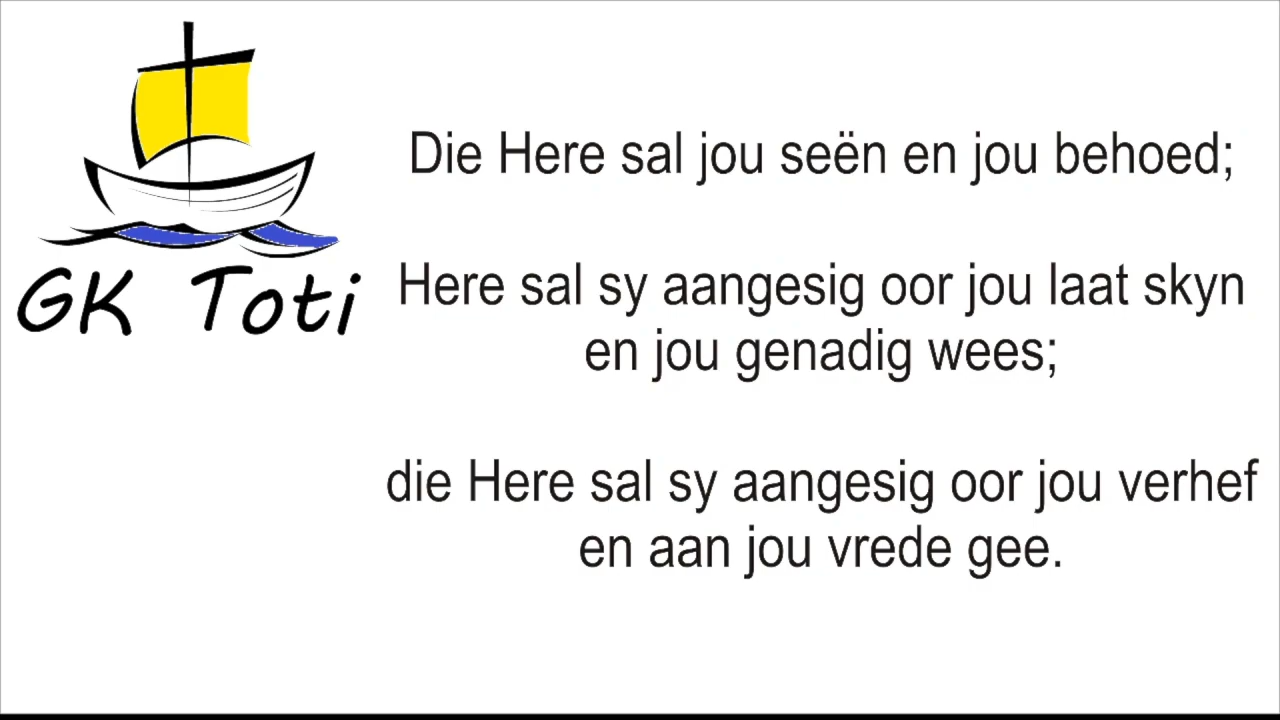 GK Toti
Die Here sal jou seën en jou behoed;
Here sal sy aangesig oor jou laat skyn
en jou genadig wees;
die Here sal sy aangesig oor jou verhef
en aan jou vrede gee.